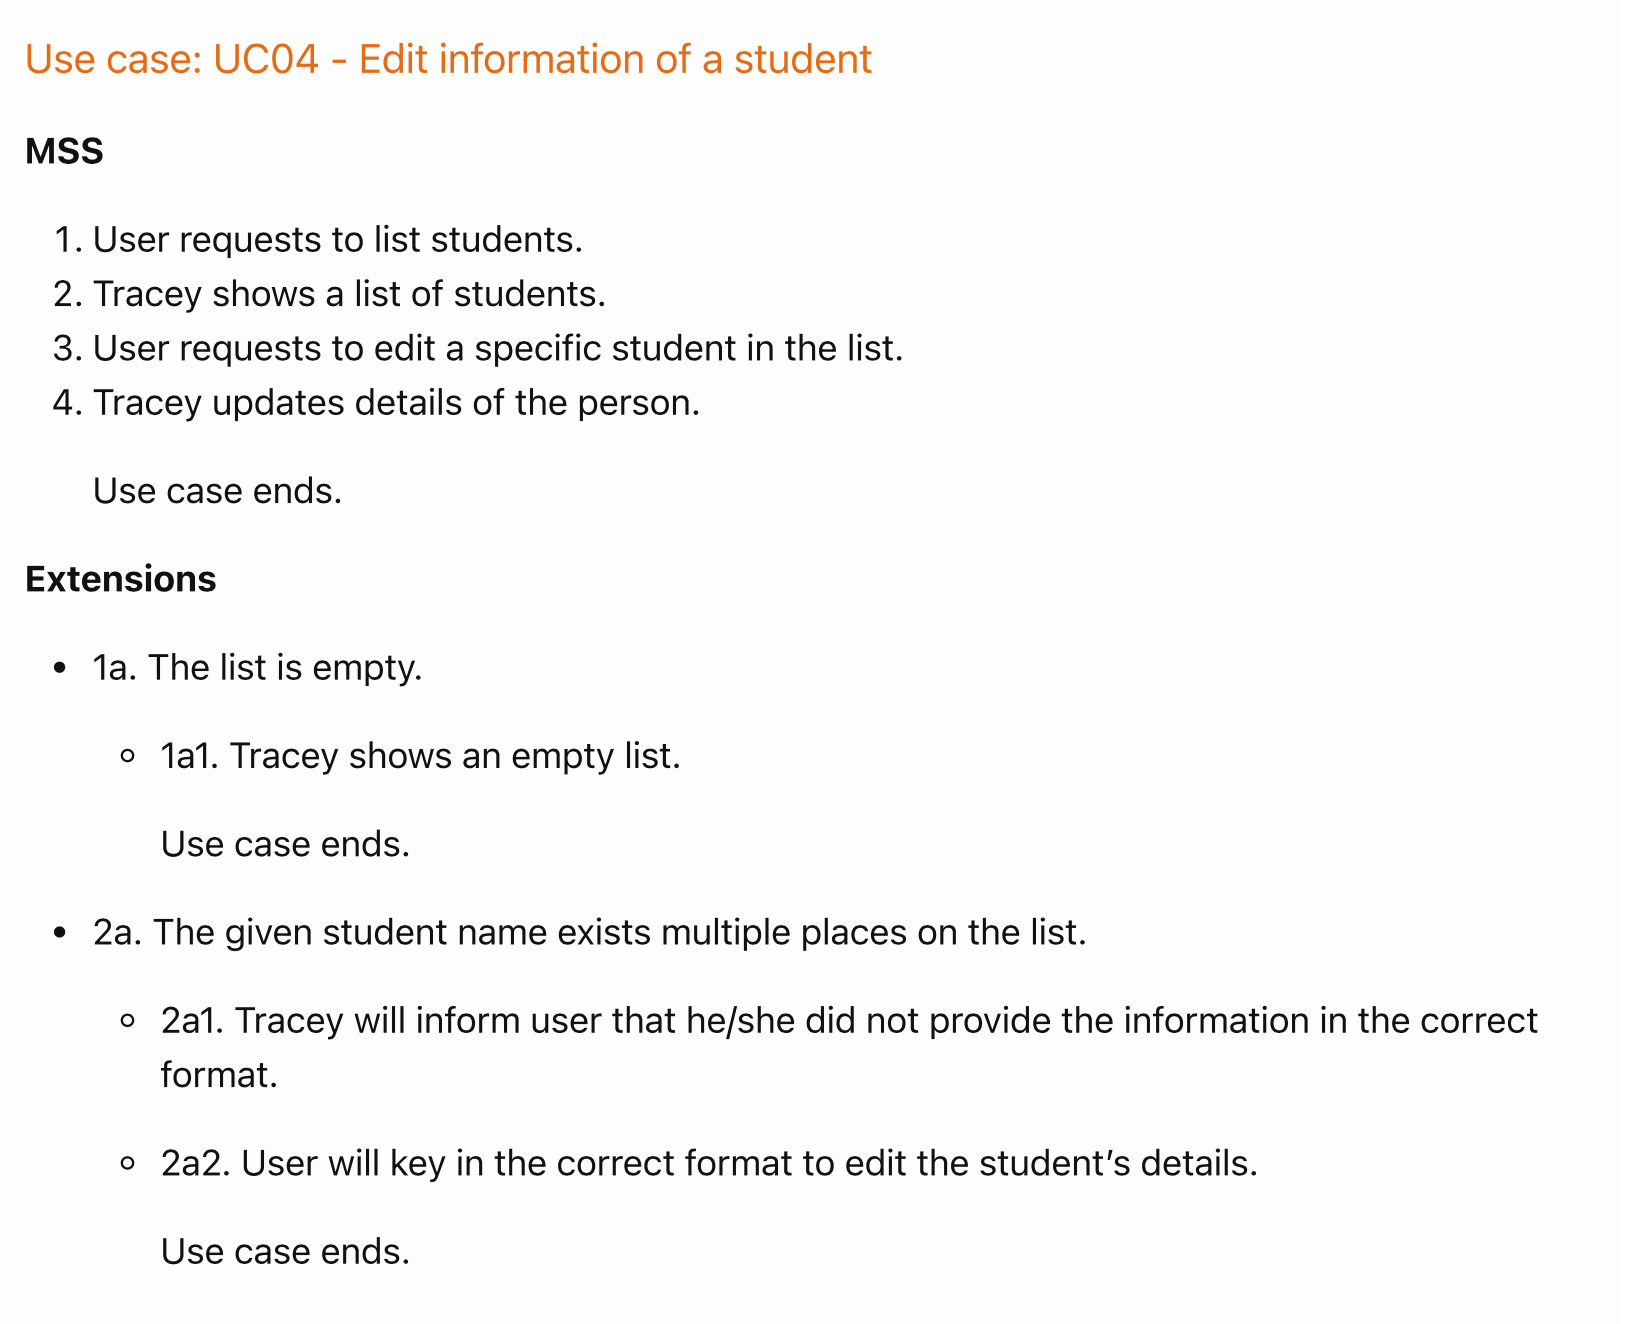 Use case: UC04 - Edit information of a student
MSS
1. User requests to list students.
2. Tracey shows a list of students.
3. User requests to edit a specific student in the list.
4. Tracey updates details of the person.
Use case ends.
Extensions
• 1a. The list is empty.
◦ 1a1. Tracey shows an empty list.
Use case ends.
• 2a. The given student name exists multiple places on the list.
◦ 2a1. Tracey will inform user that he/she did not provide the information in the correct
format.
◦ 2a2. User will key in the correct format to edit the student’s details.
Use case ends.